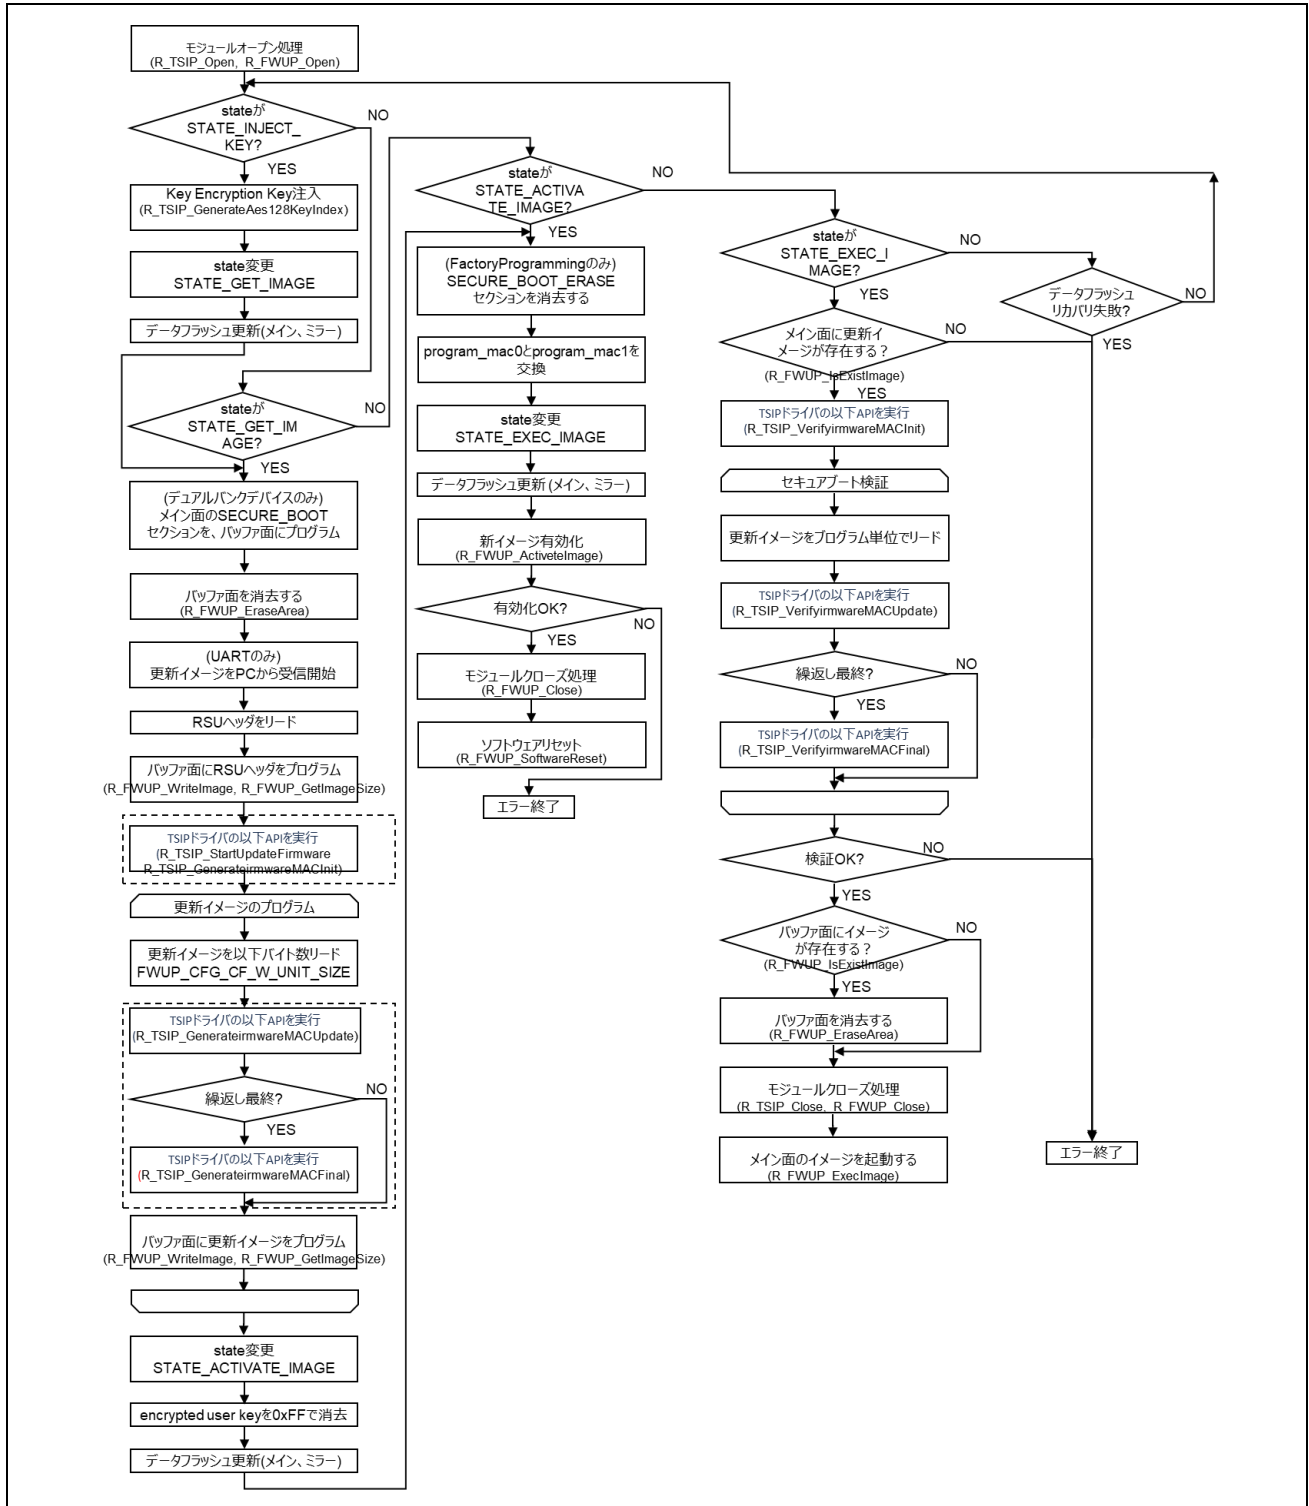 モジュールオープン処理
(R_TSIP_Open, R_FWUP_Open)
stateが
STATE_INJECT_
KEY?
NO
YES
Key Encryption Key注入
(R_TSIP_GenerateAes128KeyIndex)
state変更
STATE_GET_IMAGE
データフラッシュ更新(メイン、ミラー)
stateが
STATE_GET_IM
AGE?
NO
YES
(デュアルバンクデバイスのみ)
メイン面のSECURE_BOOT
セクションを、バッファ面にプログラム
バッファ面を消去する
(R_FWUP_EraseArea)
(UARTのみ)
更新イメージをPCから受信開始
RSUヘッダをリード
バッファ面にRSUヘッダをプログラム
(R_FWUP_WriteImage, R_FWUP_GetImageSize)
TSIPドライバの以下APIを実行
(R_TSIP_StartUpdateFirmware
R_TSIP_GenerateirmwareMACInit)
更新イメージのプログラム
更新イメージを以下バイト数リード
FWUP_CFG_CF_W_UNIT_SIZE
TSIPドライバの以下APIを実行
(R_TSIP_GenerateirmwareMACUpdate)
繰返し最終?
NO
YES
TSIPドライバの以下APIを実行
(R_TSIP_GenerateirmwareMACFinal)
バッファ面に更新イメージをプログラム
(R_FWUP_WriteImage, R_FWUP_GetImageSize)
state変更
STATE_ACTIVATE_IMAGE
encrypted user keyを0xFFで消去
データフラッシュ更新(メイン、ミラー)
stateが
STATE_ACTIVA
TE_IMAGE?
NO
YES
(FactoryProgrammingのみ)
SECURE_BOOT_ERASE
セクションを消去する
program_mac0とprogram_mac1を
交換
state変更
STATE_EXEC_IMAGE
データフラッシュ更新 (メイン、ミラー)
新イメージ有効化
(R_FWUP_ActiveteImage)
有効化OK?
NO
YES
モジュールクローズ処理
(R_FWUP_Close)
ソフトウェアリセット
(R_FWUP_SoftwareReset)
エラー終了
stateが
STATE_EXEC_I
MAGE?
NO
YES
データフラッシュ
リカバリ失敗?
NO
YES
メイン面に更新イ
メージが存在する？
(R_FWUP_IsExistImage)
NO
YES
TSIPドライバの以下APIを実行
(R_TSIP_VerifyirmwareMACInit)
セキュアブート検証
更新イメージをプログラム単位でリード
TSIPドライバの以下APIを実行
(R_TSIP_VerifyirmwareMACUpdate)
繰返し最終?
NO
YES
TSIPドライバの以下APIを実行
(R_TSIP_VerifyirmwareMACFinal)
検証OK?
NO
YES
バッファ面にイメージ
が存在する？
(R_FWUP_IsExistImage)
NO
YES
バッファ面を消去する
(R_FWUP_EraseArea)
モジュールクローズ処理
(R_TSIP_Close, R_FWUP_Close)
メイン面のイメージを起動する
(R_FWUP_ExecImage)
エラー終了